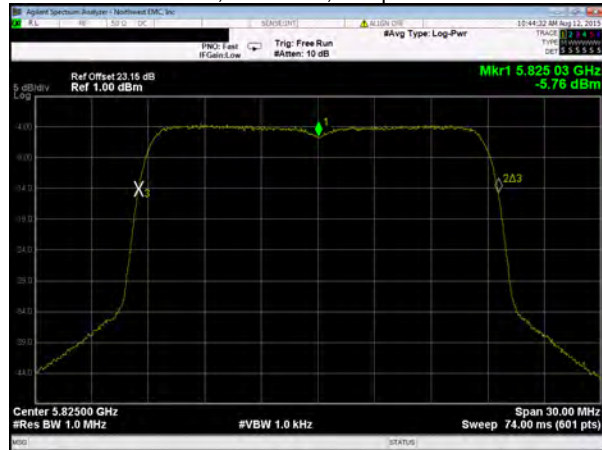 Agilent Spectrum Analyzer - Northwest EMC, Inc
RL RF 50 Ω DC SENSE:INT ALIGN OFF 10:44:32 AM Aug 12, 2015
#Avg Type: Log-Pwr TRACE 1 2 3 4 5 6
PNO: Fast Trig: Free Run TYPE
IFGain:Low #Atten: 10 dB DET S S S S S S
Mkr1 5.825 03 GHz
Ref Offset 23.15 dB
5 dB/div Ref 1.00 dBm -5.76 dBm
Log
-4.00
1
-9.00
2Δ3
-14.0
3
-19.0
-24.0
-29.0
-34.0
-39.0
-44.0
Center 5.82500 GHz Span 30.00 MHz
#Res BW 1.0 MHz #VBW 1.0 kHz Sweep 74.00 ms (601 pts)
MSG STATUS